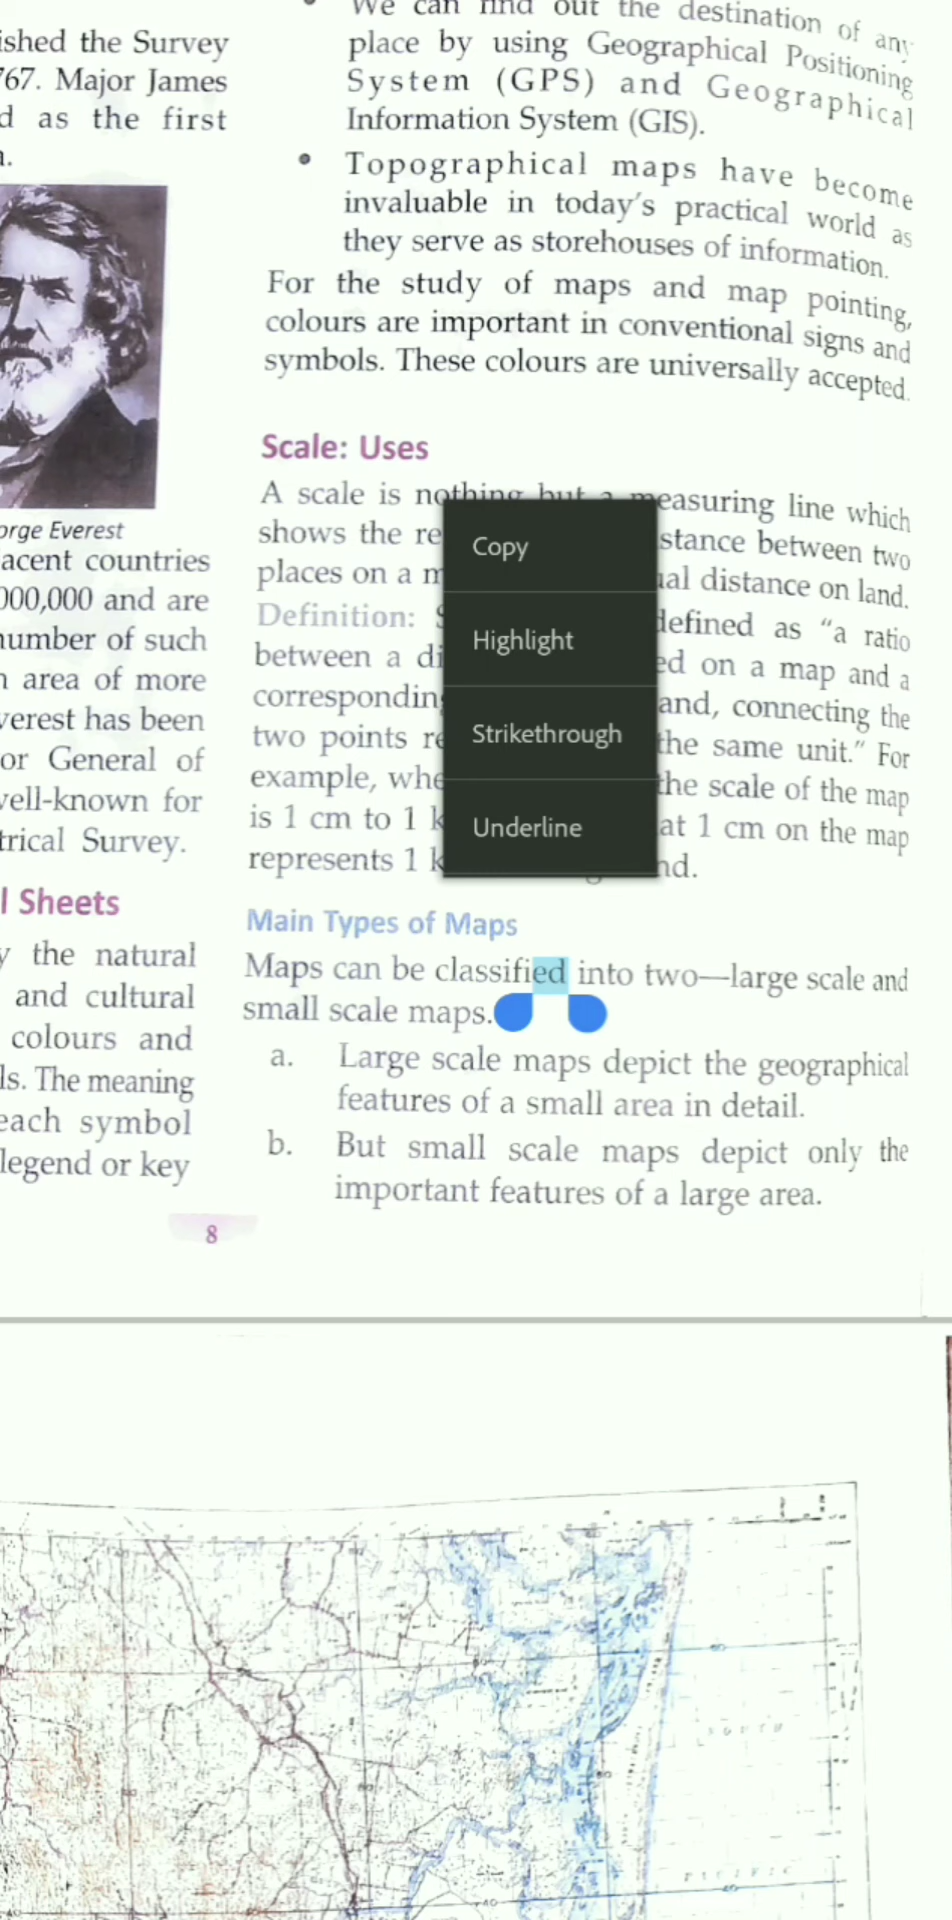 ished the Survey
767. Major James
d as the first
orge Everest
acent countries
000,000 and are
number of such
n area of more
verest has been
or General of
well-known for
trical Survey.
l Sheets
y the natural
and cultural
colours and
ls. The meaning
each symbol
legend or key
We can find out the destination of any
place by using Geographical Positioning
System (GPS) and Geographical
Information System (GIS).
• Topographical maps have become
invaluable in today's practical world as
they serve as storehouses of information.
For the study of maps and map pointing,
colours are important in conventional signs and
symbols. These colours are universally accepted.
Scale: Uses
A scale is nothing but a measuring line which
shows the re stance between two
places on a m ual distance on land.
Definition: S defined as "a ratio
between a di ed on a map and a
corresponding and, connecting the
two points re the same unit." For
example, whe the scale of the map
is 1 cm to 1 k at 1 cm on the map
represents 1 k nd.
Copy
Highlight
Strikethrough
Underline
Main Types of Maps
Maps can be classified into two—large scale and
small scale maps.
a. Large scale maps depict the geographical
features of a small area in detail.
b. But small scale maps depict only the
important features of a large area.
8